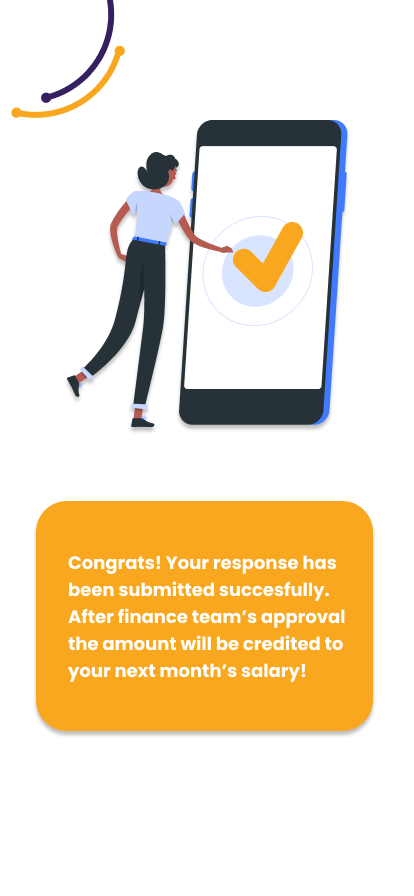 Congrats! Your response has
been submitted succesfully.
After finance team’s approval
the amount will be credited to
your next month’s salary!